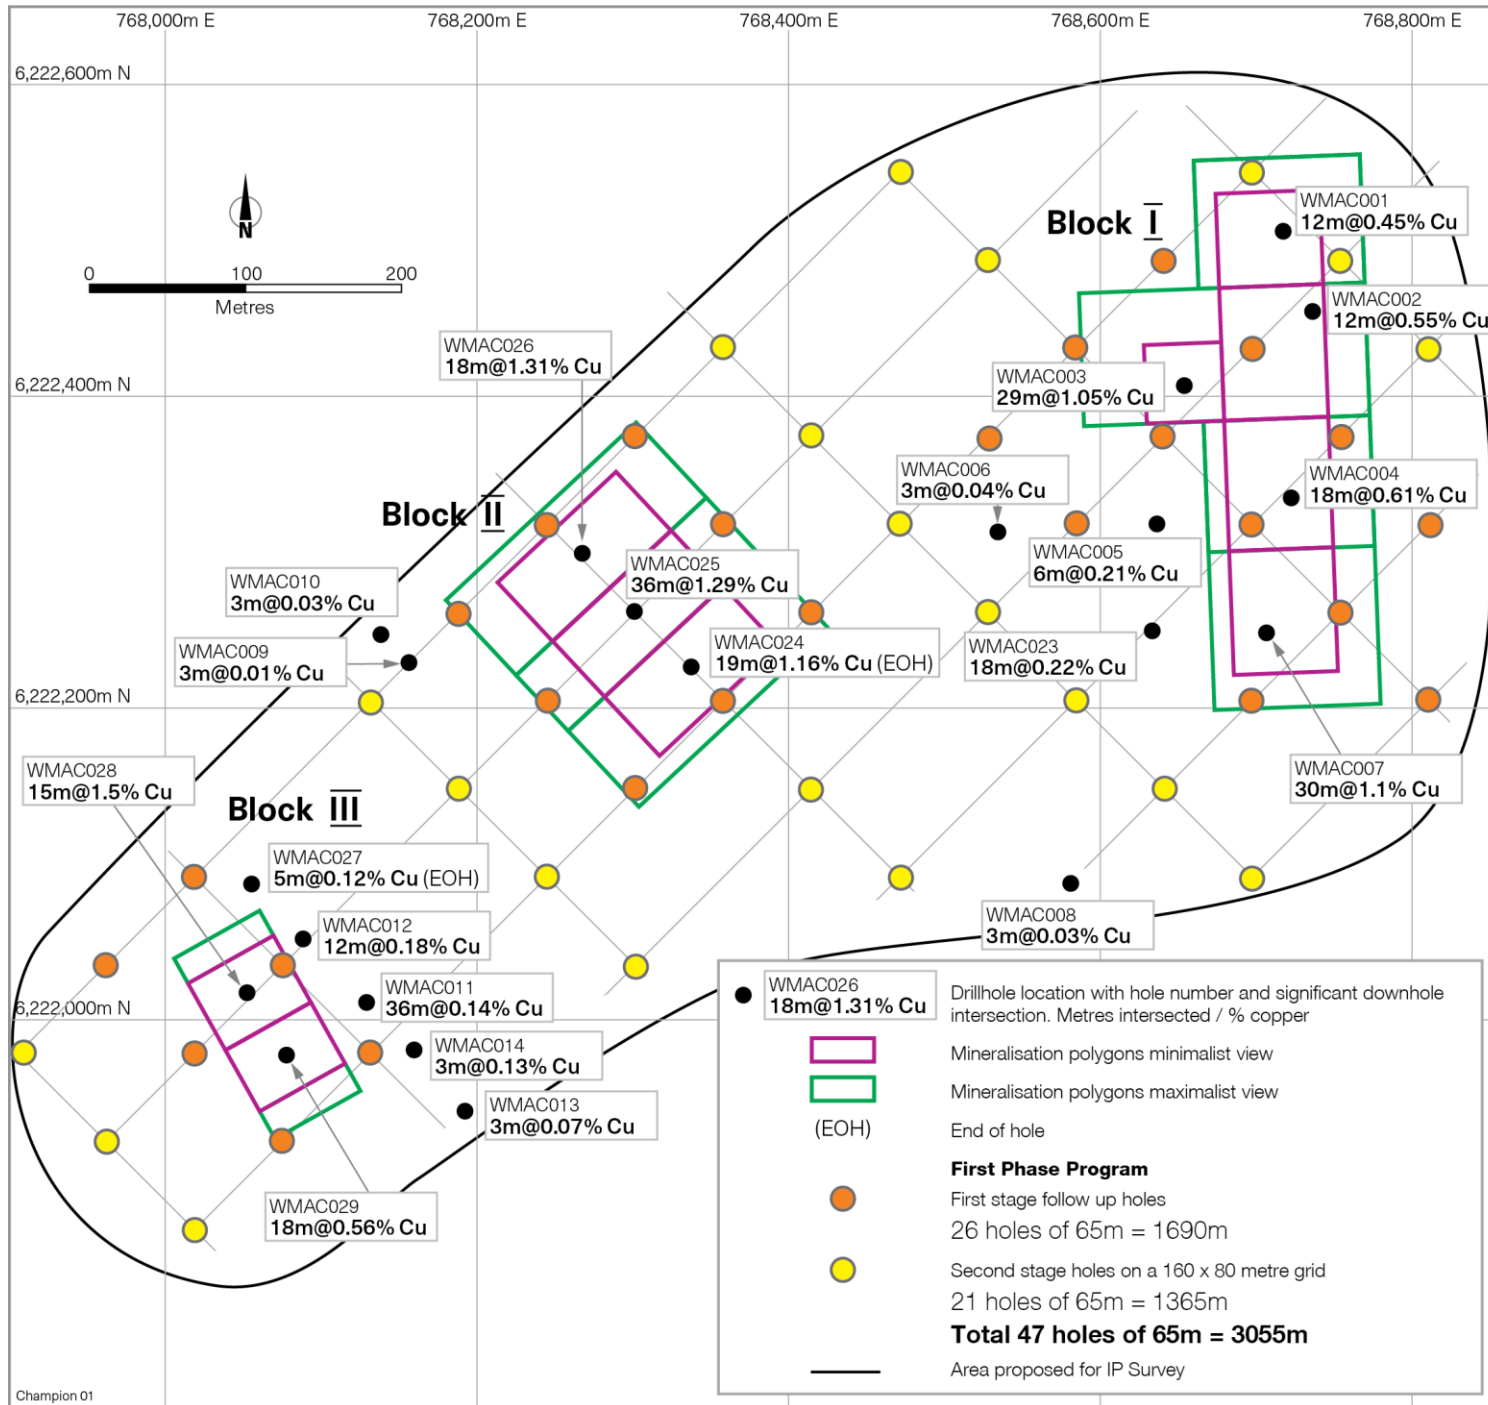 768,000m E
768,200m E
768,400m E
768,600m E
768,800m E
6,222,600m N
N
0
100
200
Metres
Block I
WMAC001
12m@0.45% Cu
WMAC002
12m@0.55% Cu
WMAC026
18m@1.31% Cu
6,222,400m N
WMAC003
29m@1.05% Cu
WMAC006
3m@0.04% Cu
WMAC004
18m@0.61% Cu
Block II
WMAC005
6m@0.21% Cu
WMAC025
36m@1.29% Cu
WMAC010
3m@0.03% Cu
WMAC009
3m@0.01% Cu
WMAC024
19m@1.16% Cu (EOH)
WMAC023
18m@0.22% Cu
6,222,200m N
WMAC028
15m@1.5% Cu
WMAC007
30m@1.1% Cu
Block III
WMAC027
5m@0.12% Cu (EOH)
WMAC012
12m@0.18% Cu
WMAC008
3m@0.03% Cu
WMAC011
36m@0.14% Cu
6,222,000m N
WMAC014
3m@0.13% Cu
WMAC013
3m@0.07% Cu
WMAC029
18m@0.56% Cu
WMAC026
18m@1.31% Cu
Drillhole location with hole number and significant downhole
intersection. Metres intersected / % copper
Mineralisation polygons minimalist view
Mineralisation polygons maximalist view
(EOH)
End of hole
First Phase Program
First stage follow up holes
26 holes of 65m = 1690m
Second stage holes on a 160 x 80 metre grid
21 holes of 65m = 1365m
Total 47 holes of 65m = 3055m
Area proposed for IP Survey
Champion 01